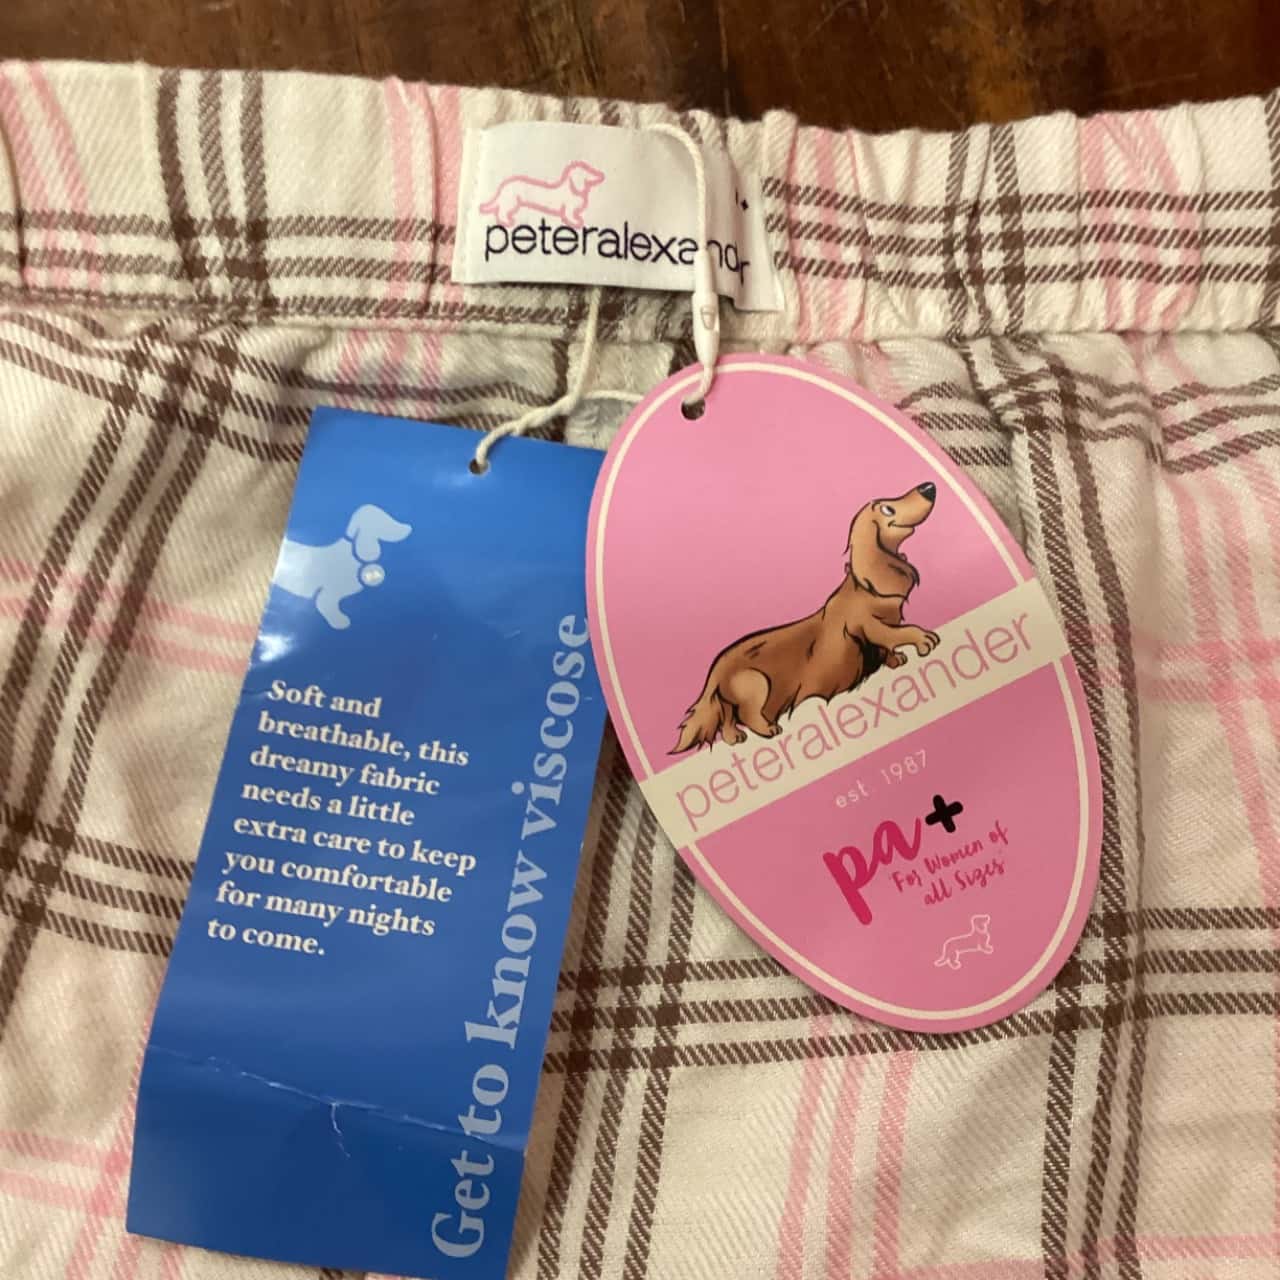 peteralexander
+
Soft and
breathable, this
dreamy fabric
needs a little
extra care to keep
you comfortable
for many nights
to come.
Get to know viscose
peteralexander
est. 1987
pa+
For Women of
all Sizes